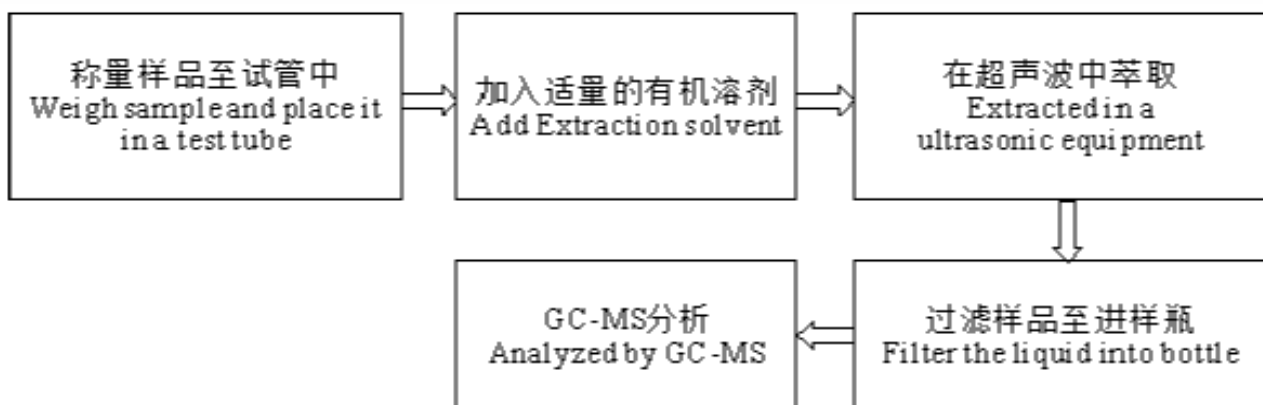 称量样品至试管中
Weigh sample and place it
in a test tube
加入适量的有机溶剂
Add Extraction solvent
在超声波中萃取
Extracted in a
ultrasonic equipment
过滤样品至进样瓶
Filter the liquid into bottle
GC-MS分析
Analyzed by GC-MS